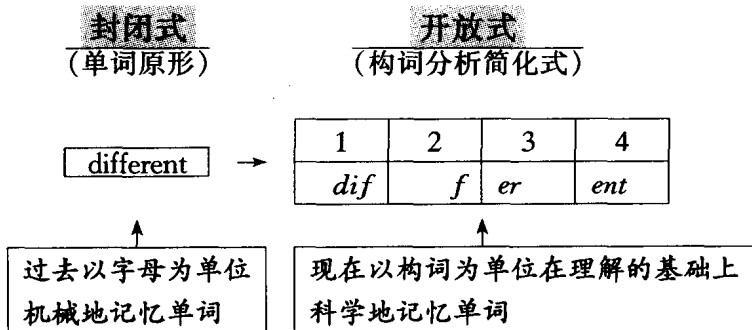 封闭式 开放式
(单词原形) (构词分析简化式)
1 2 3 4
different → dif f er ent
过去以字母为单位 现在以构词为单位在理解的基础上
机械地记忆单词 科学地记忆单词